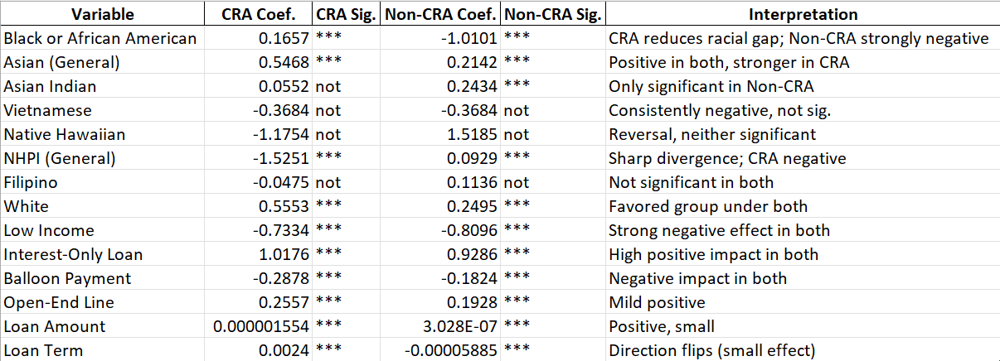 Variable CRA Coef. CRA Sig. Non-CRA Coef. Non-CRA Sig. Interpretation
Black or African American 0.1657 *** -1.0101 *** CRA reduces racial gap; Non-CRA strongly negative
Asian (General) 0.5468 *** 0.2142 *** Positive in both, stronger in CRA
Asian Indian 0.0552 not 0.2434 *** Only significant in Non-CRA
Vietnamese -0.3684 not -0.3684 not Consistently negative, not sig.
Native Hawaiian -1.1754 not 1.5185 not Reversal, neither significant
NHPI (General) -1.5251 *** 0.0929 *** Sharp divergence; CRA negative
Filipino -0.0475 not 0.1136 not Not significant in both
White 0.5553 *** 0.2495 *** Favored group under both
Low Income -0.7334 *** -0.8096 *** Strong negative effect in both
Interest-Only Loan 1.0176 *** 0.9286 *** High positive impact in both
Balloon Payment -0.2878 *** -0.1824 *** Negative impact in both
Open-End Line 0.2557 *** 0.1928 *** Mild positive
Loan Amount 0.000001554 *** 3.028E-07 *** Positive, small
Loan Term 0.0024 *** -0.00005885 *** Direction flips (small effect)